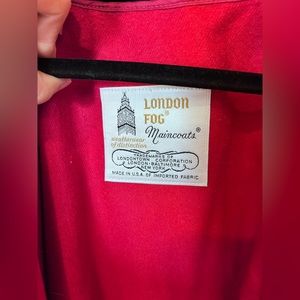 LONDON
FOG®
Maincoats®
weatherwear
of distinction
TRADEMARKS OF
LONDONTOWN CORPORATION
LONDON-BALTIMORE
NEW YORK
MADE IN U.S.A. OF IMPORTED FABRIC